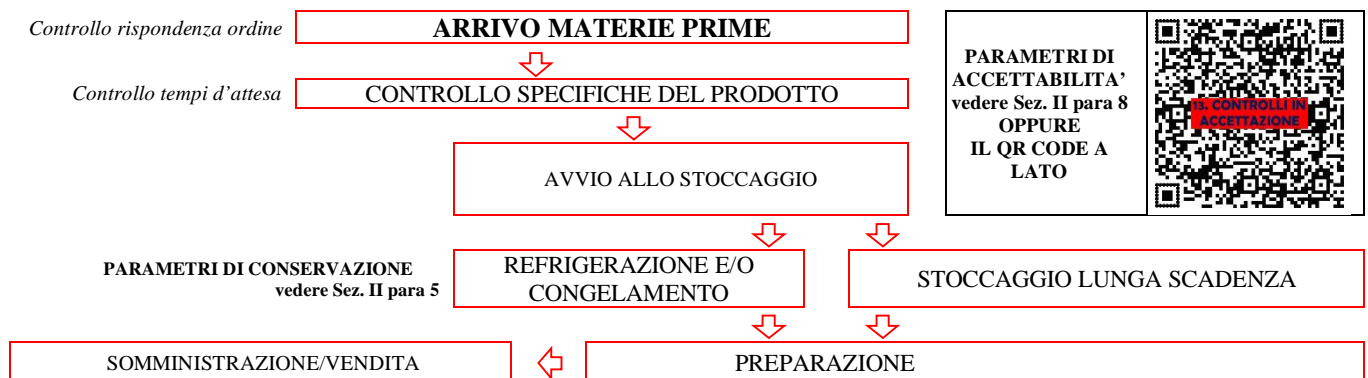 Controllo rispondenza ordine
ARRIVO MATERIE PRIME
Controllo tempi d'attesa
CONTROLLO SPECIFICHE DEL PRODOTTO
PARAMETRI DI
ACCETTABILITA'
vedere Sez. II para 8
OPPURE
IL QR CODE A
LATO
13. CONTROLLI IN
ACCETTAZIONE
AVVIO ALLO STOCCAGGIO
PARAMETRI DI CONSERVAZIONE
vedere Sez. II para 5
REFRIGERAZIONE E/O
CONGELAMENTO
STOCCAGGIO LUNGA SCADENZA
SOMMINISTRAZIONE/VENDITA
PREPARAZIONE